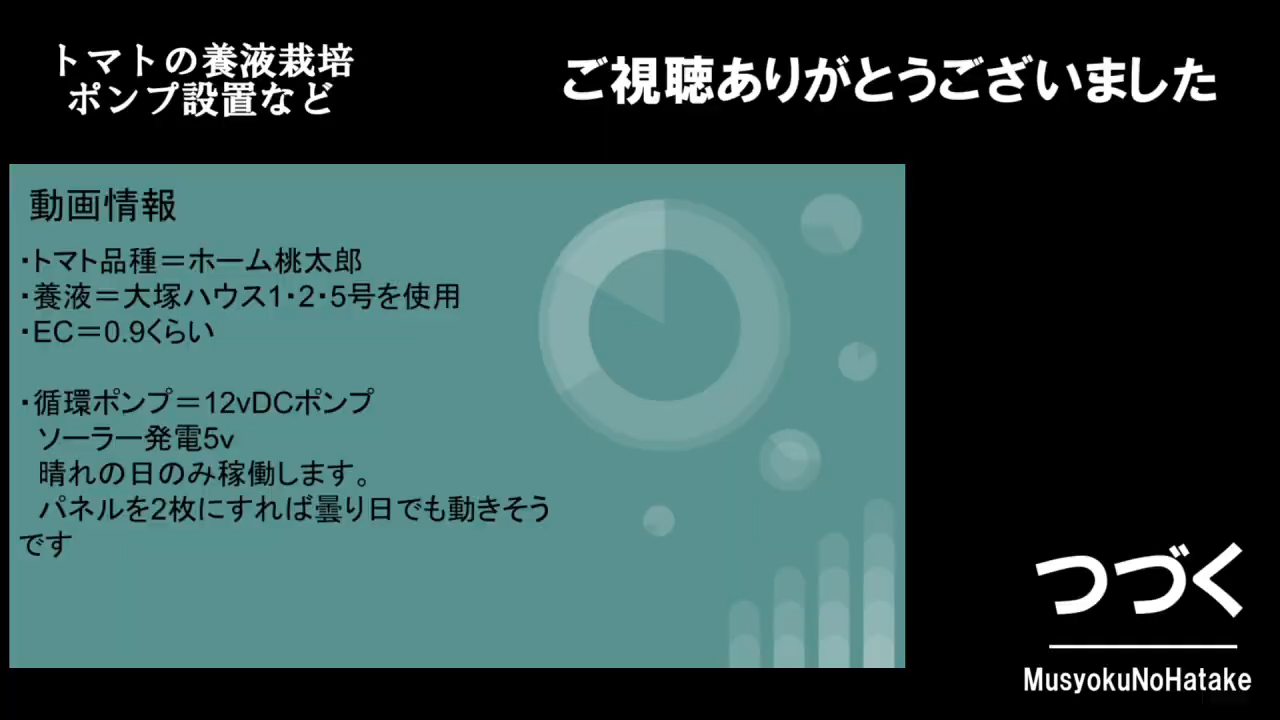 トマトの養液栽培
ポンプ設置など
ご視聴ありがとうございました
動画情報
・トマト品種＝ホーム桃太郎
・養液＝大塚ハウス1・2・5号を使用
・EC＝0.9くらい
・循環ポンプ＝12vDCポンプ
ソーラー発電5v
晴れの日のみ稼働します。
パネルを2枚にすれば曇り日でも動きそう
です
つづく
MusyokuNoHatake